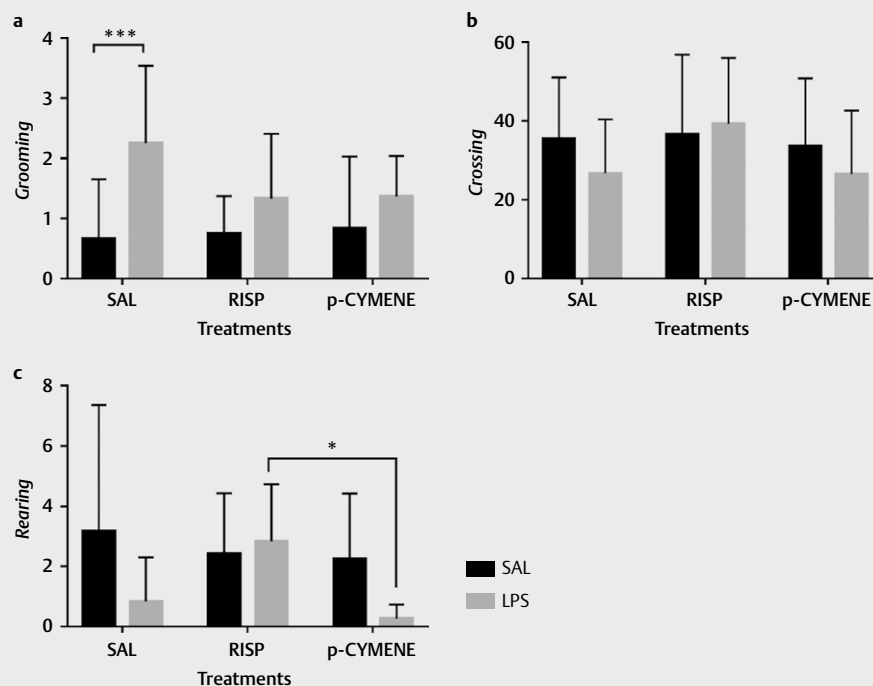 a
***
4
3
2
1
0
Grooming
SAL RISP p-CYMENE
Treatments
b
60
40
20
0
Crossing
SAL RISP p-CYMENE
Treatments
c
*
8
6
4
2
0
Rearing
SAL RISP p-CYMENE
Treatments
SAL
LPS